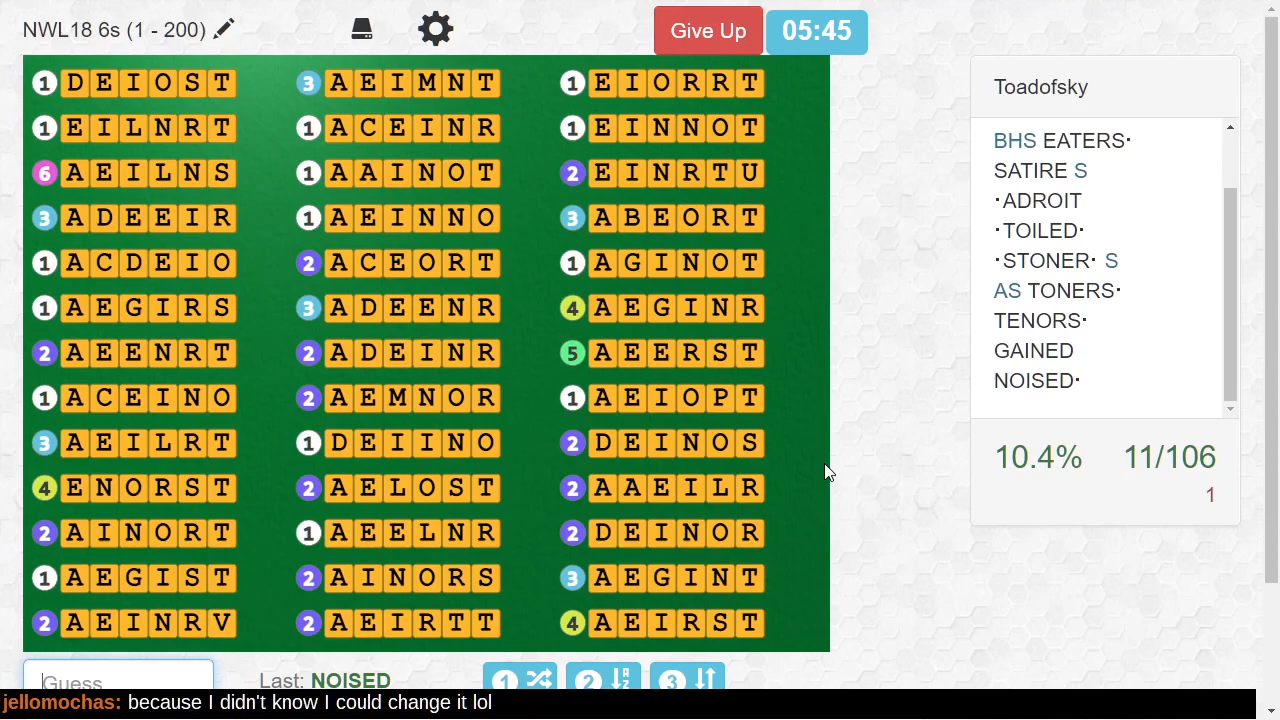 NWL18 6s (1 - 200)
Give Up
05:45
1 DEIOST
3 AEIMNT
1 EIORRT
1 EILNRT
1 ACEINR
1 EINNOT
6 AEILNS
1 AAINOT
2 EINRTU
3 ADEEIR
1 AEINNO
3 ABEORT
1 ACDEIO
2 ACEORT
1 AGINOT
1 AEGIRS
3 ADEENR
4 AEGINR
2 AEENRT
2 ADEINR
5 AEERST
1 ACEINO
2 AEMNOR
1 AEIOPT
3 AEILRT
1 DEIINO
2 DEINOS
4 ENORST
2 AELOST
2 AAEILR
2 AINORT
1 AEELNR
2 DEINOR
1 AEGIST
2 AINORS
3 AEGINT
2 AEINRV
2 AEIRTT
4 AEIRST
Guess
Last: NOISED
1
2
3
Toadofsky
BHS EATERS·
SATIRE S
·ADROIT
·TOILED·
·STONER· S
AS TONERS·
TENORS·
GAINED
NOISED·
10.4% 11/106
1
jellomochas: because I didn't know I could change it lol